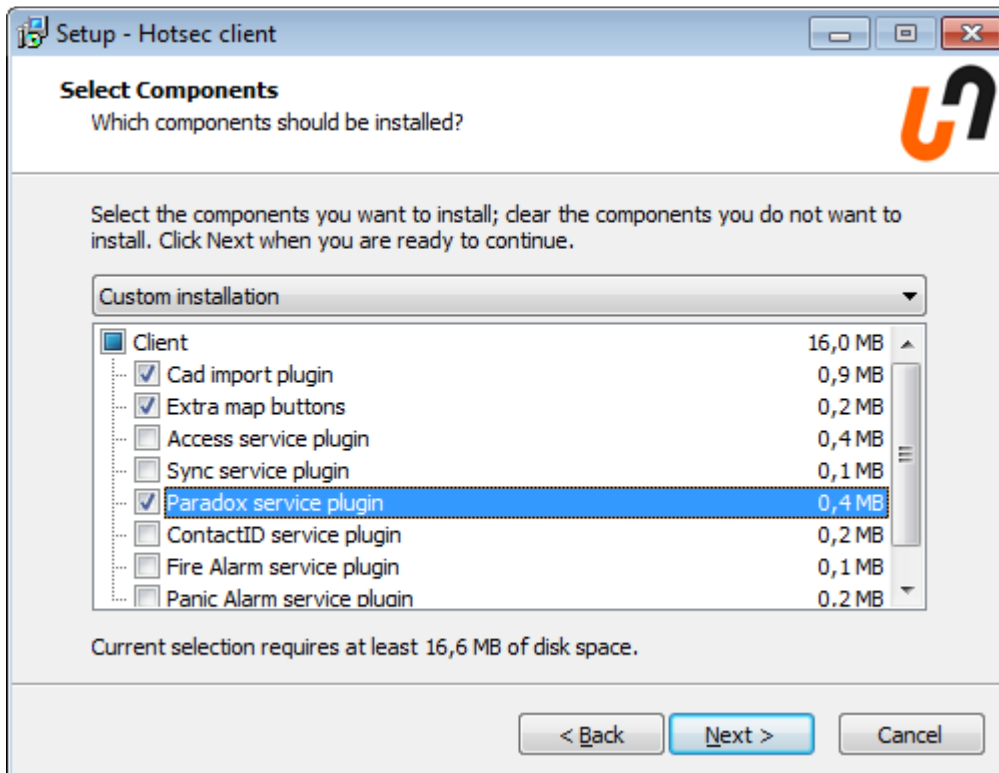 Setup - Hotsec client
Select Components
Which components should be installed?
Select the components you want to install; clear the components you do not want to
install. Click Next when you are ready to continue.
Custom installation
Client 16,0 MB
Cad import plugin 0,9 MB
Extra map buttons 0,2 MB
Access service plugin 0,4 MB
Sync service plugin 0,1 MB
Paradox service plugin 0,4 MB
ContactID service plugin 0,2 MB
Fire Alarm service plugin 0,1 MB
Panic Alarm service plugin 0,2 MB
Current selection requires at least 16,6 MB of disk space.
< Back Next > Cancel